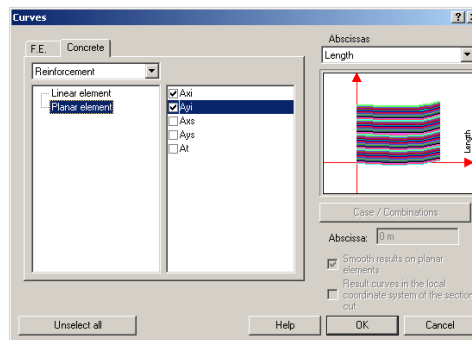 Curves
F.E.
Concrete
Reinforcement
Linear element
Planar element
Axi
Ayi
Axs
Ays
At
Abscissas
Length
Length
Case / Combinations
Abscissa: 0 m
Smooth results on planar
elements
Result curves in the local
coordinate system of the section
cut
Unselect all
Help
OK
Cancel